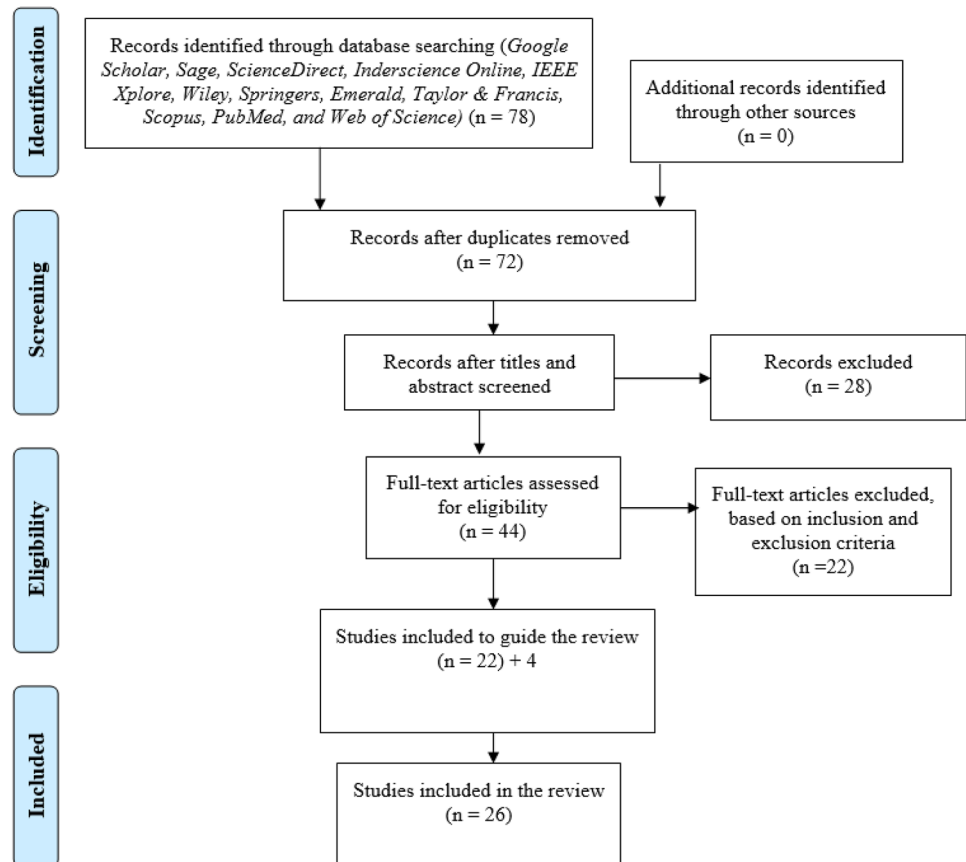 Identification
Records identified through database searching (Google
Scholar, Sage, ScienceDirect, Inderscience Online, IEEE
Xplore, Wiley, Springers, Emerald, Taylor & Francis,
Scopus, PubMed, and Web of Science) (n = 78)
Additional records identified
through other sources
(n = 0)
Screening
Records after duplicates removed
(n = 72)
Records after titles and
abstract screened
Records excluded
(n = 28)
Eligibility
Full-text articles assessed
for eligibility
(n = 44)
Full-text articles excluded,
based on inclusion and
exclusion criteria
(n =22)
Studies included to guide the review
(n = 22) + 4
Included
Studies included in the review
(n = 26)